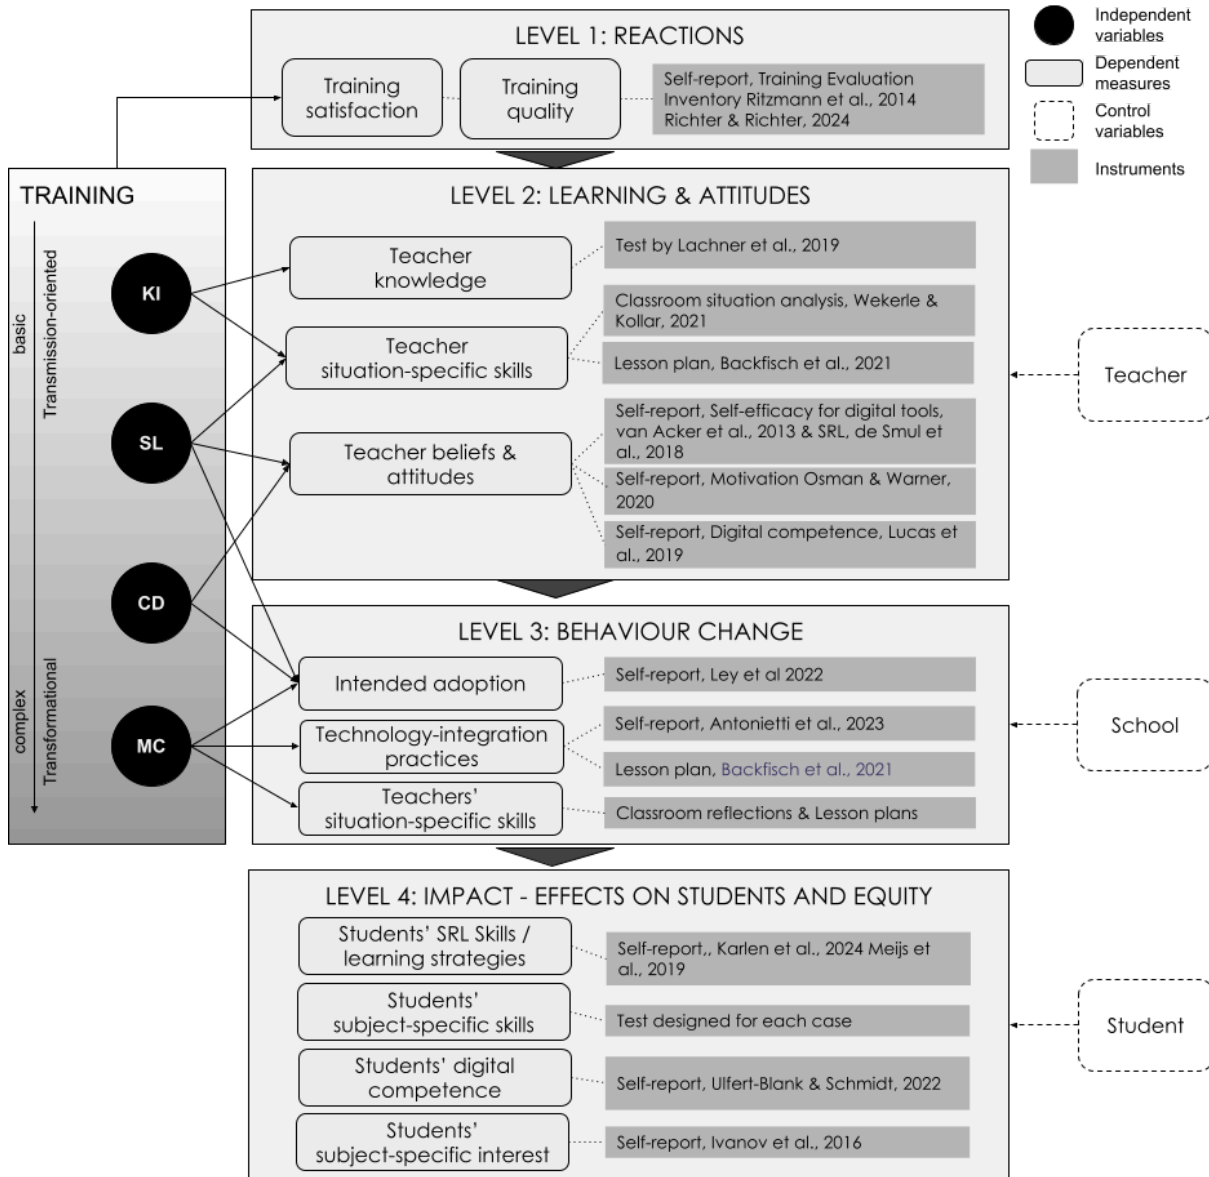 LEVEL 1: REACTIONS
Training
satisfaction
Training
quality
Self-report, Training Evaluation
Inventory Ritzmann et al., 2014
Richter & Richter, 2024
Independent
variables
Dependent
measures
Control
variables
Instruments
TRAINING
basic
Transmission-oriented
complex
Transformational
KI
SL
CD
MC
LEVEL 2: LEARNING & ATTITUDES
Teacher
knowledge
Test by Lachner et al., 2019
Teacher
situation-specific skills
Classroom situation analysis, Wekerle &
Kollar, 2021
Lesson plan, Backfisch et al., 2021
Teacher beliefs &
attitudes
Self-report, Self-efficacy for digital tools,
van Acker et al., 2013 & SRL, de Smul et
al., 2018
Self-report, Motivation Osman & Warner,
2020
Self-report, Digital competence, Lucas et
al., 2019
Teacher
LEVEL 3: BEHAVIOUR CHANGE
Intended adoption
Self-report, Ley et al 2022
Technology-integration
practices
Self-report, Antonietti et al., 2023
Lesson plan, Backfisch et al., 2021
Teachers'
situation-specific skills
Classroom reflections & Lesson plans
School
LEVEL 4: IMPACT - EFFECTS ON STUDENTS AND EQUITY
Students' SRL Skills /
learning strategies
Self-report,, Karlen et al., 2024 Meijs et
al., 2019
Students'
subject-specific skills
Test designed for each case
Students' digital
competence
Self-report, Ulfert-Blank & Schmidt, 2022
Students'
subject-specific interest
Self-report, Ivanov et al., 2016
Student